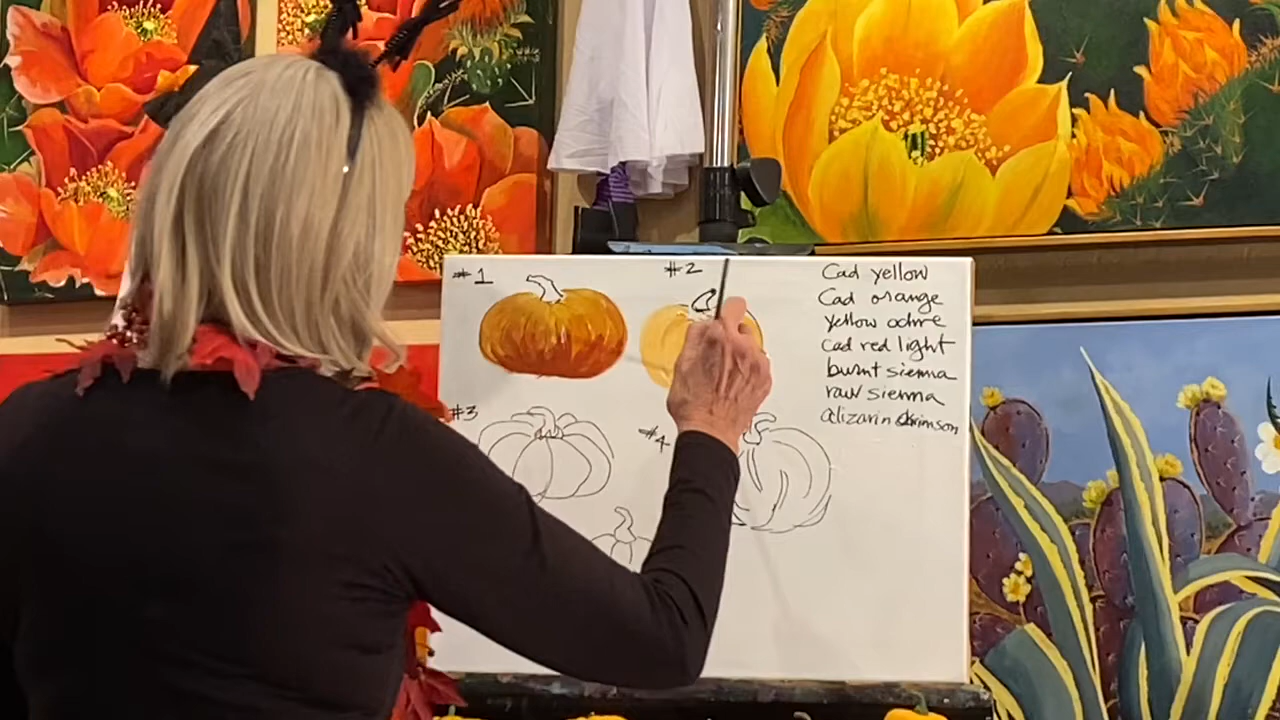 #1
#2
Cad yellow
Cad orange
yellow ochre
Cad red light
burnt sienna
raw sienna
alizarin crimson
#3
#4